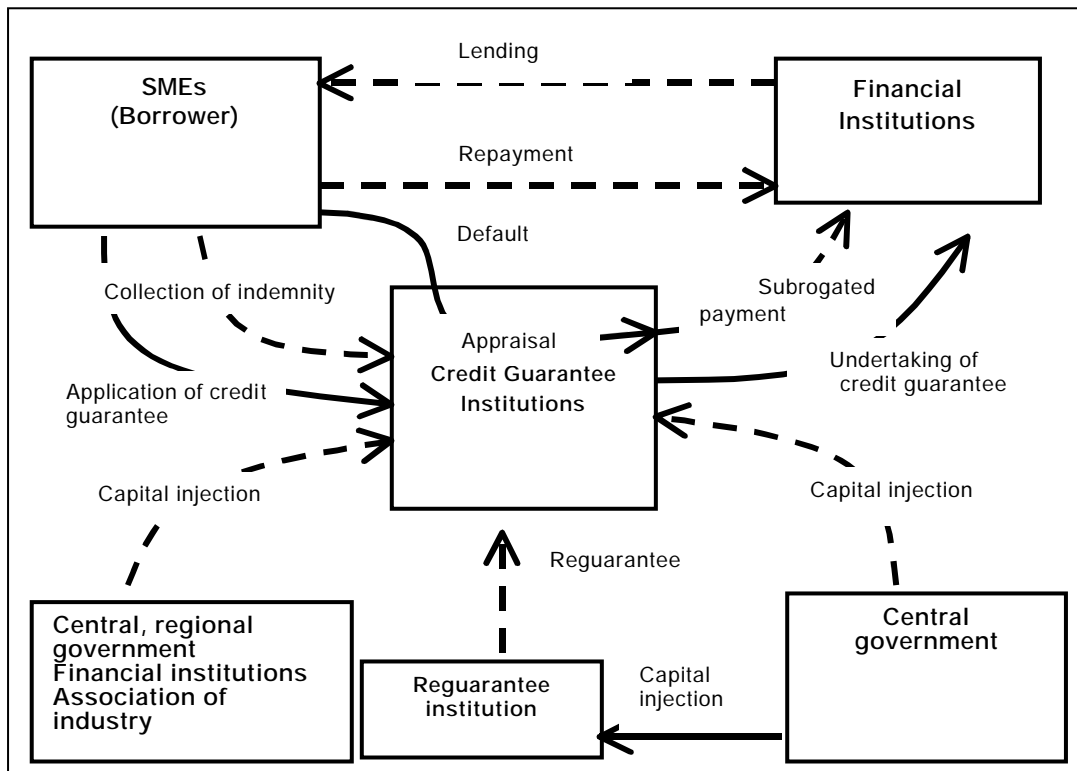 Lending
SMEs
(Borrower)
Financial
Institutions
Repayment
Default
Collection of indemnity
Subrogated
payment
Appraisal
Credit Guarantee
Institutions
Undertaking of
credit guarantee
Application of credit
guarantee
Capital injection
Capital injection
Reguarantee
Central, regional
government
Financial institutions
Association of
industry
Reguarantee
institution
Capital
injection
Central
government